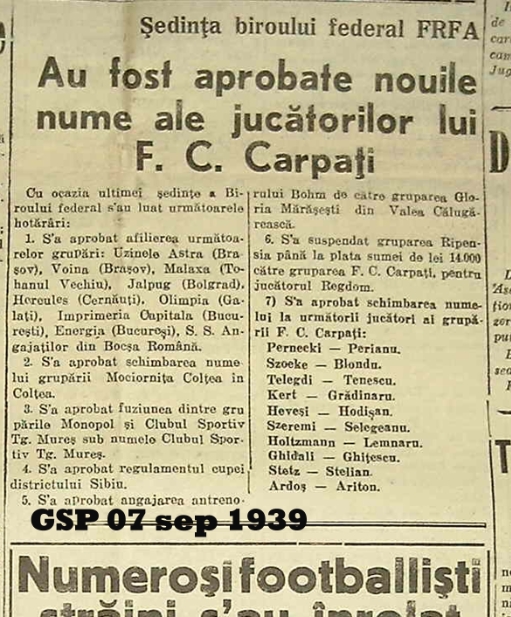 Şedinţa biroului federal FRFA
Au fost aprobate nouile
nume ale jucătorilor lui
F. C. Carpaţi
Cu ocazia ultimei şedinţe a Bi-
roului federal s'au luat următoarele
hotărâri:
1. S'a aprobat afilierea următoa-
relor grupări: Uzinele Astra (Bra-
şov), Voina (Braşov), Malaxa (To-
hanul Vechiu), Jalpug (Bolgrad),
Hercules (Cernăuţi), Olimpia (Ga-
laţi), Imprimeria Capitala (Bucu-
reşti), Energia (Bucureşi), S. S. An-
gajaţilor din Bocşa Română.
2. S'a aprobat schimbarea nume-
lui grupării Mociorniţa Colţea în
Colţea.
3. S'a aprobat fuziunea dintre gru
pările Monopol şi Clubul Sportiv
Tg. Mureş sub numele Clubul Spor-
tiv Tg. Mureş.
4. S'a aprobat regulamentul cupei
districtului Sibiu.
5. S'a aprobat angajarea antreno-
rului Bohm de către gruparea Glo-
ria Mărăşeşti din Valea Călugă-
rească.
6. S'a suspendat gruparea Ripen-
sia până la plata sumei de lei 14.000
către gruparea F. C. Carpaţi, pentru
jucătorul Regdom.
7) S'a aprobat schimbarea nume-
lui la următorii jucători ai grupă-
rii F. C. Carpaţi:
Pernecki — Perianu.
Szoeke — Blondu.
Telegdi — Tenescu.
Kert — Grădinaru.
Heveşi — Hodişan.
Szeremi — Selegeanu.
Holtzmann — Lemnaru.
Ghidali — Ghiţescu.
Stetz — Stelian.
Ardoş — Ariton.
GSP 07 sep 1939
Numeroşi footballişti
străini s'au înrolat